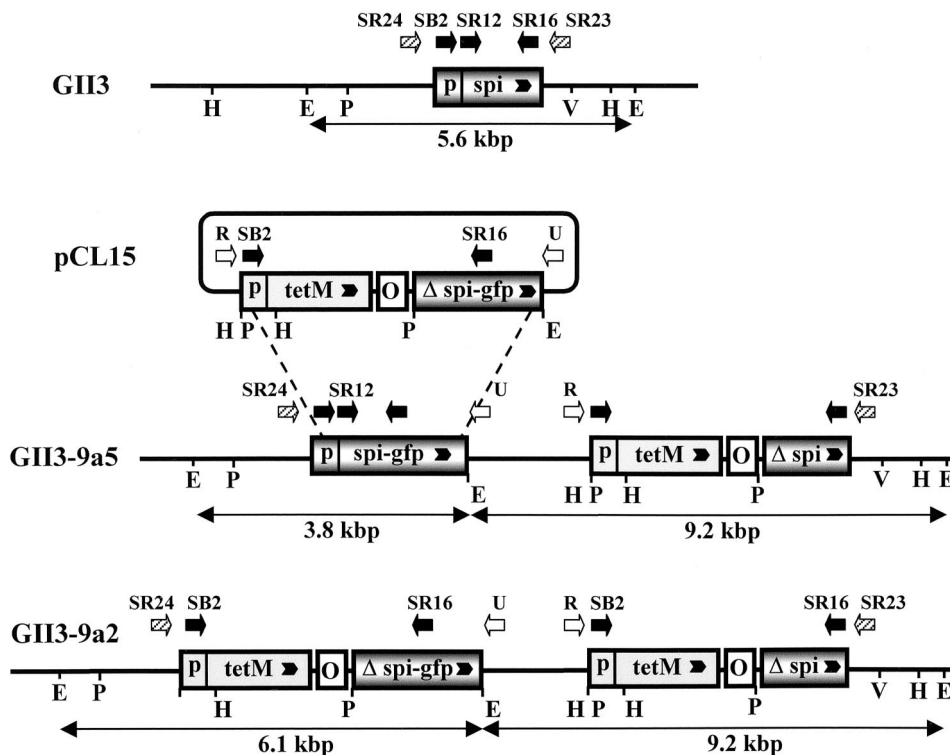 SR24 SB2 SR12 SR16 SR23
GII3
p spi
H E P V H E
5.6 kbp
pCL15
R SB2 SR16 U
p tetM O Δ spi-gfp
H P H P E
SR24 SR12 U R SR23
GII3-9a5
p spi-gfp p tetM O Δ spi
E P E H P H P V H E
3.8 kbp 9.2 kbp
SR24 SB2 SR16 U R SB2 SR16 SR23
GII3-9a2
p tetM O Δ spi-gfp p tetM O Δ spi
E P H P E H P H P V H E
6.1 kbp 9.2 kbp